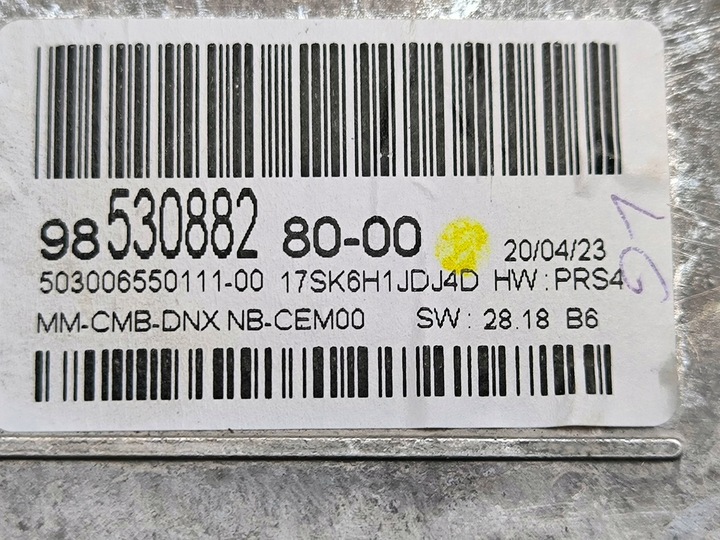 98 530882 80-00 20/04/23
503006550111-00 17SK6H1JDJ4D HW : PRS4
MM-CMB-DNX NB-CEM00 SW : 28.18 B6